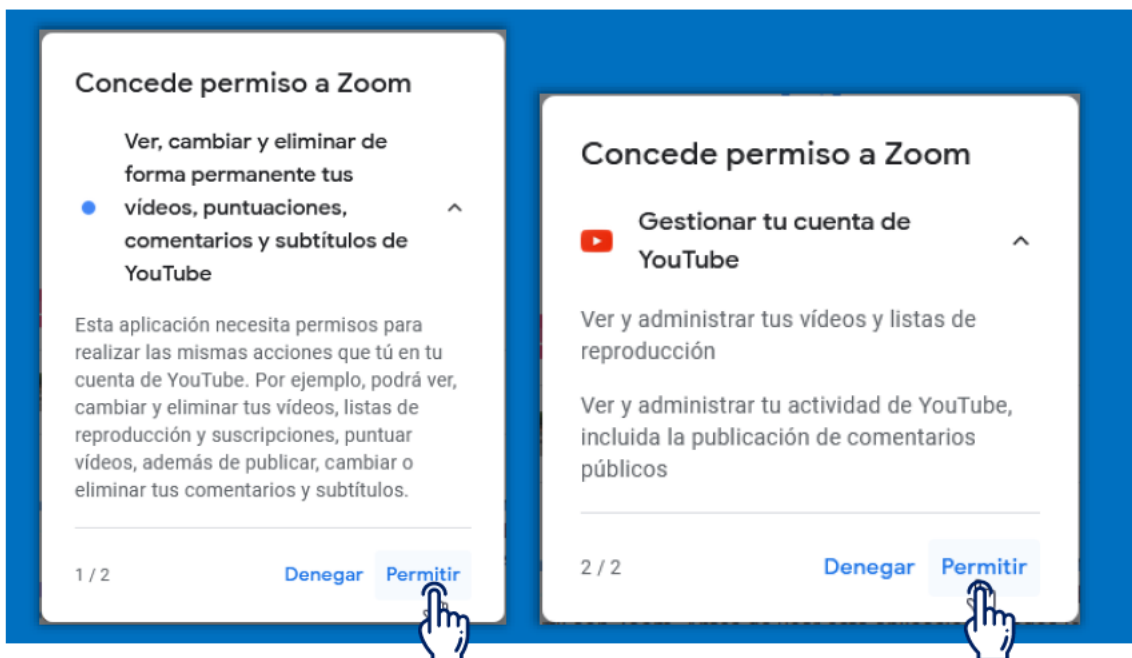 Concede permiso a Zoom
Ver, cambiar y eliminar de
forma permanente tus
vídeos, puntuaciones,
comentarios y subtítulos de
YouTube
Esta aplicación necesita permisos para
realizar las mismas acciones que tú en tu
cuenta de YouTube. Por ejemplo, podrá ver,
cambiar y eliminar tus vídeos, listas de
reproducción y suscripciones, puntuar
vídeos, además de publicar, cambiar o
eliminar tus comentarios y subtítulos.
1 / 2 Denegar Permitir
Concede permiso a Zoom
Gestionar tu cuenta de
YouTube
Ver y administrar tus vídeos y listas de
reproducción
Ver y administrar tu actividad de YouTube,
incluida la publicación de comentarios
públicos
2 / 2 Denegar Permitir